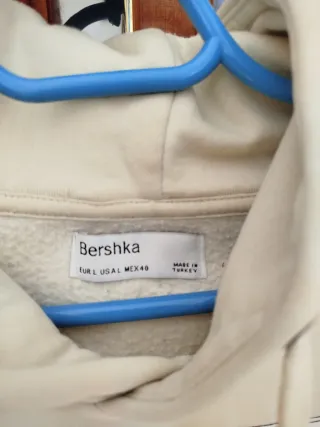 Bershka
EUR L USA L MEX 40
MADE IN
TURKEY